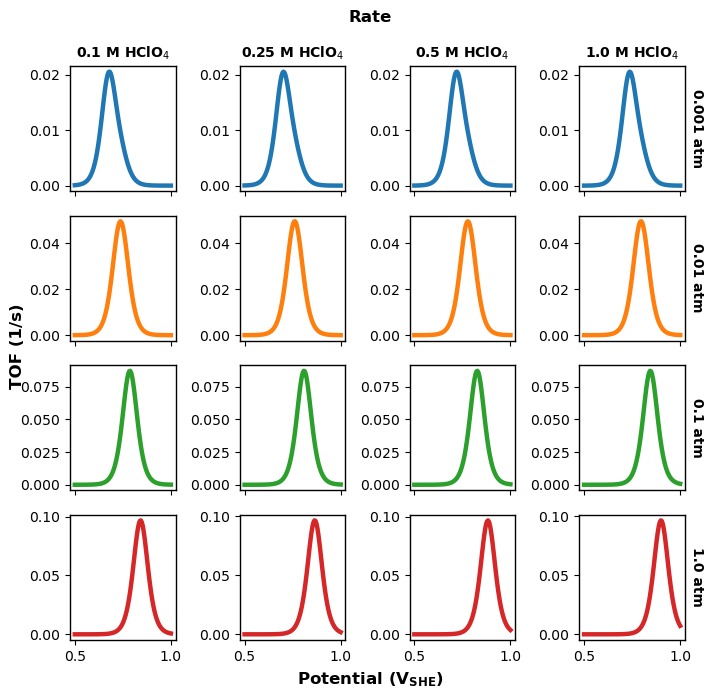 Rate
0.1 M HClO₄ 0.25 M HClO₄ 0.5 M HClO₄ 1.0 M HClO₄
0.02 0.02 0.02 0.02
0.01 0.01 0.01 0.01
0.00 0.00 0.00 0.00
0.001 atm
0.04 0.04 0.04 0.04
0.02 0.02 0.02 0.02
0.00 0.00 0.00 0.00
0.01 atm
TOF (1/s)
0.075 0.075 0.075 0.075
0.050 0.050 0.050 0.050
0.025 0.025 0.025 0.025
0.000 0.000 0.000 0.000
0.1 atm
0.10 0.10 0.10 0.10
0.05 0.05 0.05 0.05
0.00 0.00 0.00 0.00
1.0 atm
0.5 1.0 0.5 1.0 0.5 1.0 0.5 1.0
Potential (V_SHE)